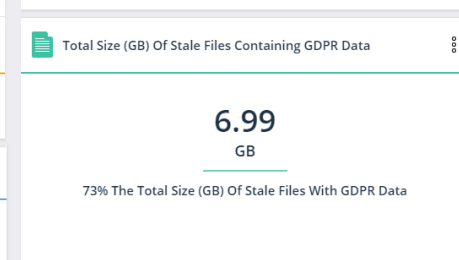 Total Size (GB) Of Stale Files Containing GDPR Data
6.99
GB
73% The Total Size (GB) Of Stale Files With GDPR Data